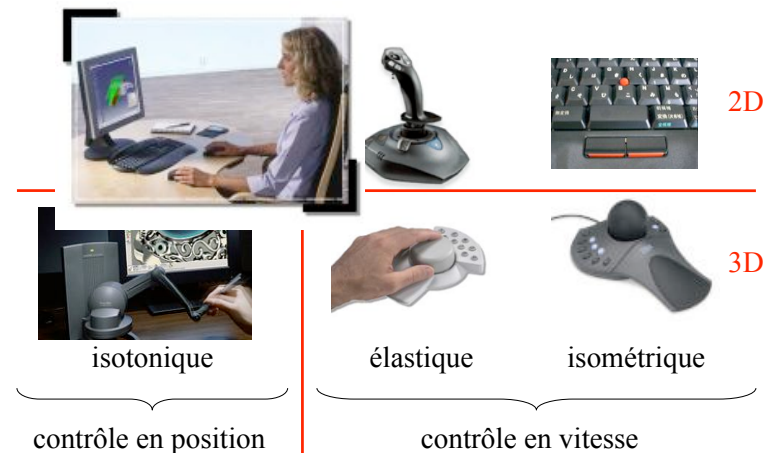 2D
3D
isotonique élastique isométrique
contrôle en position contrôle en vitesse